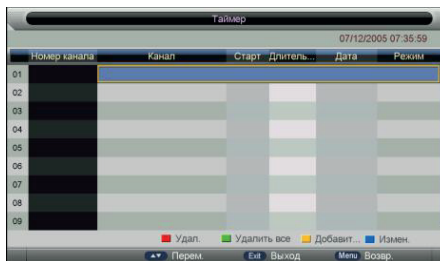 Таймер
07/12/2005 07:35:59
Номер канала Канал Старт Длитель... Дата Режим
01
02
03
04
05
06
07
08
09
Удал. Удалить все Добавит... Измен.
Перем. Exit Выход Menu Возвр.